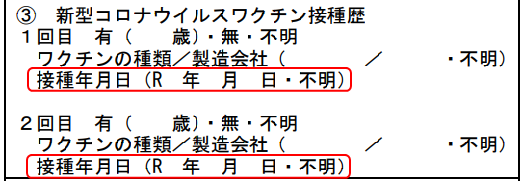 ③　新型コロナウイルスワクチン接種歴
１回目　有（　　歳）・無・不明
ワクチンの種類／製造会社（　　　　／　　　・不明）
接種年月日（R　年　月　日・不明）
２回目　有（　　歳）・無・不明
ワクチンの種類／製造会社（　　　　／　　　・不明）
接種年月日（R　年　月　日・不明）